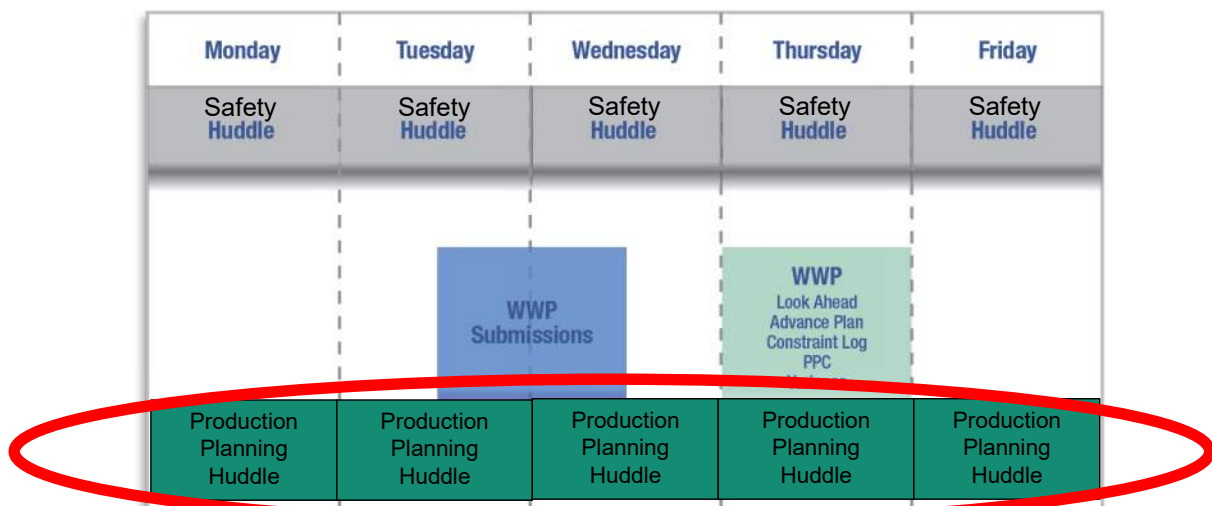 Monday Tuesday Wednesday Thursday Friday
Safety Safety Safety Safety Safety
Huddle Huddle Huddle Huddle Huddle
WWP
Submissions
WWP
Look Ahead
Advance Plan
Constraint Log
PPC
Production Production Production Production Production
Planning Planning Planning Planning Planning
Huddle Huddle Huddle Huddle Huddle